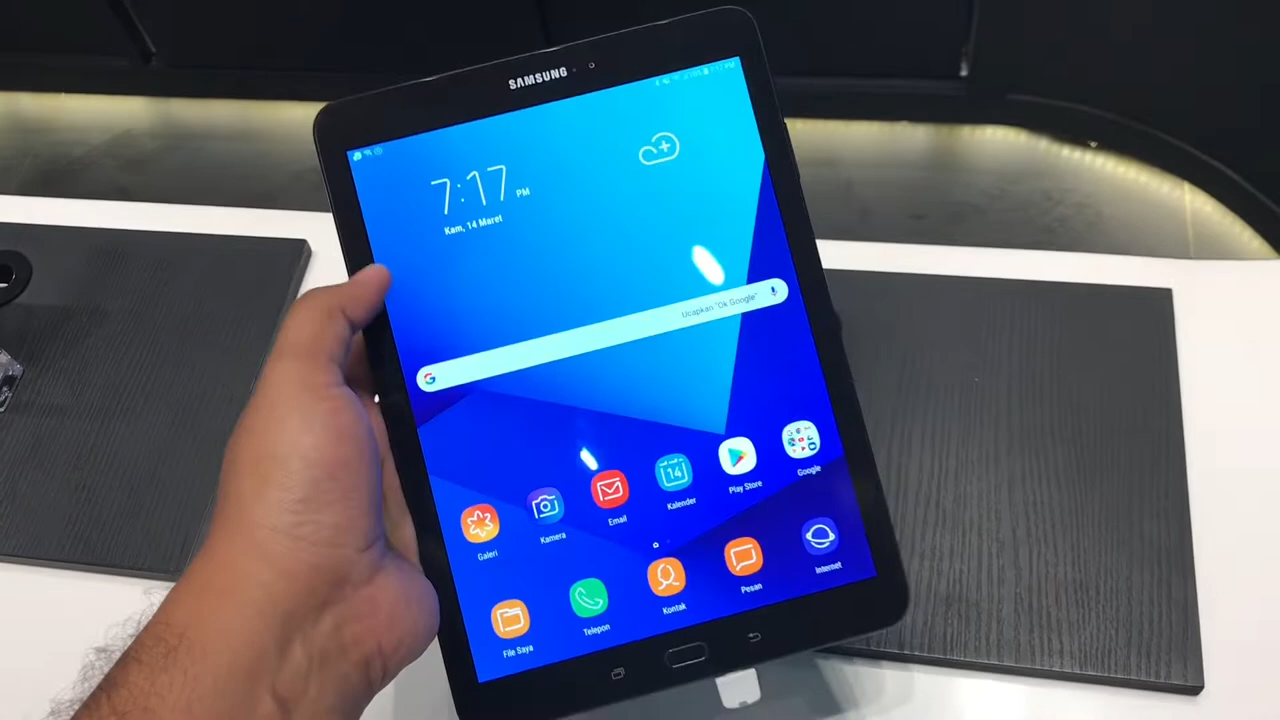 SAMSUNG
7:17 PM
Kam, 14 Maret
Ucapkan "Ok Google"
14
Galeri
Kamera
Email
Kalender
Play Store
Google
File Saya
Telepon
Kontak
Pesan
Internet